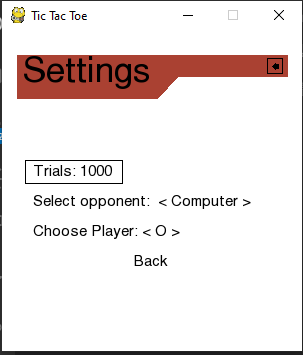 Tic Tac Toe
Settings
Trials: 1000
Select opponent: < Computer >
Choose Player: < O >
Back